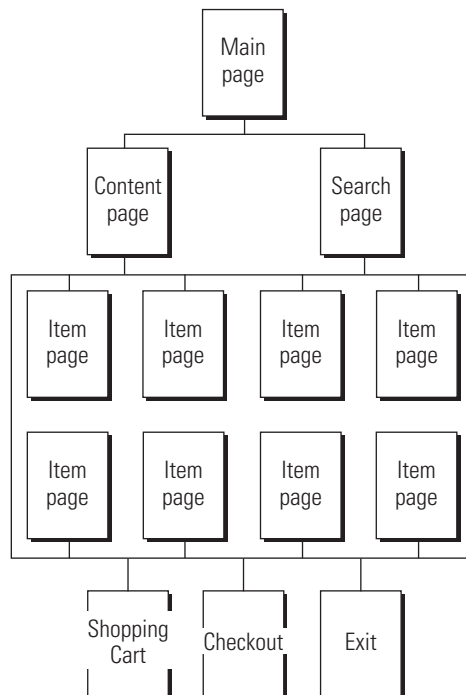 Main
page
Content
page
Search
page
Item
page
Item
page
Item
page
Item
page
Item
page
Item
page
Item
page
Item
page
Shopping
Cart
Checkout
Exit